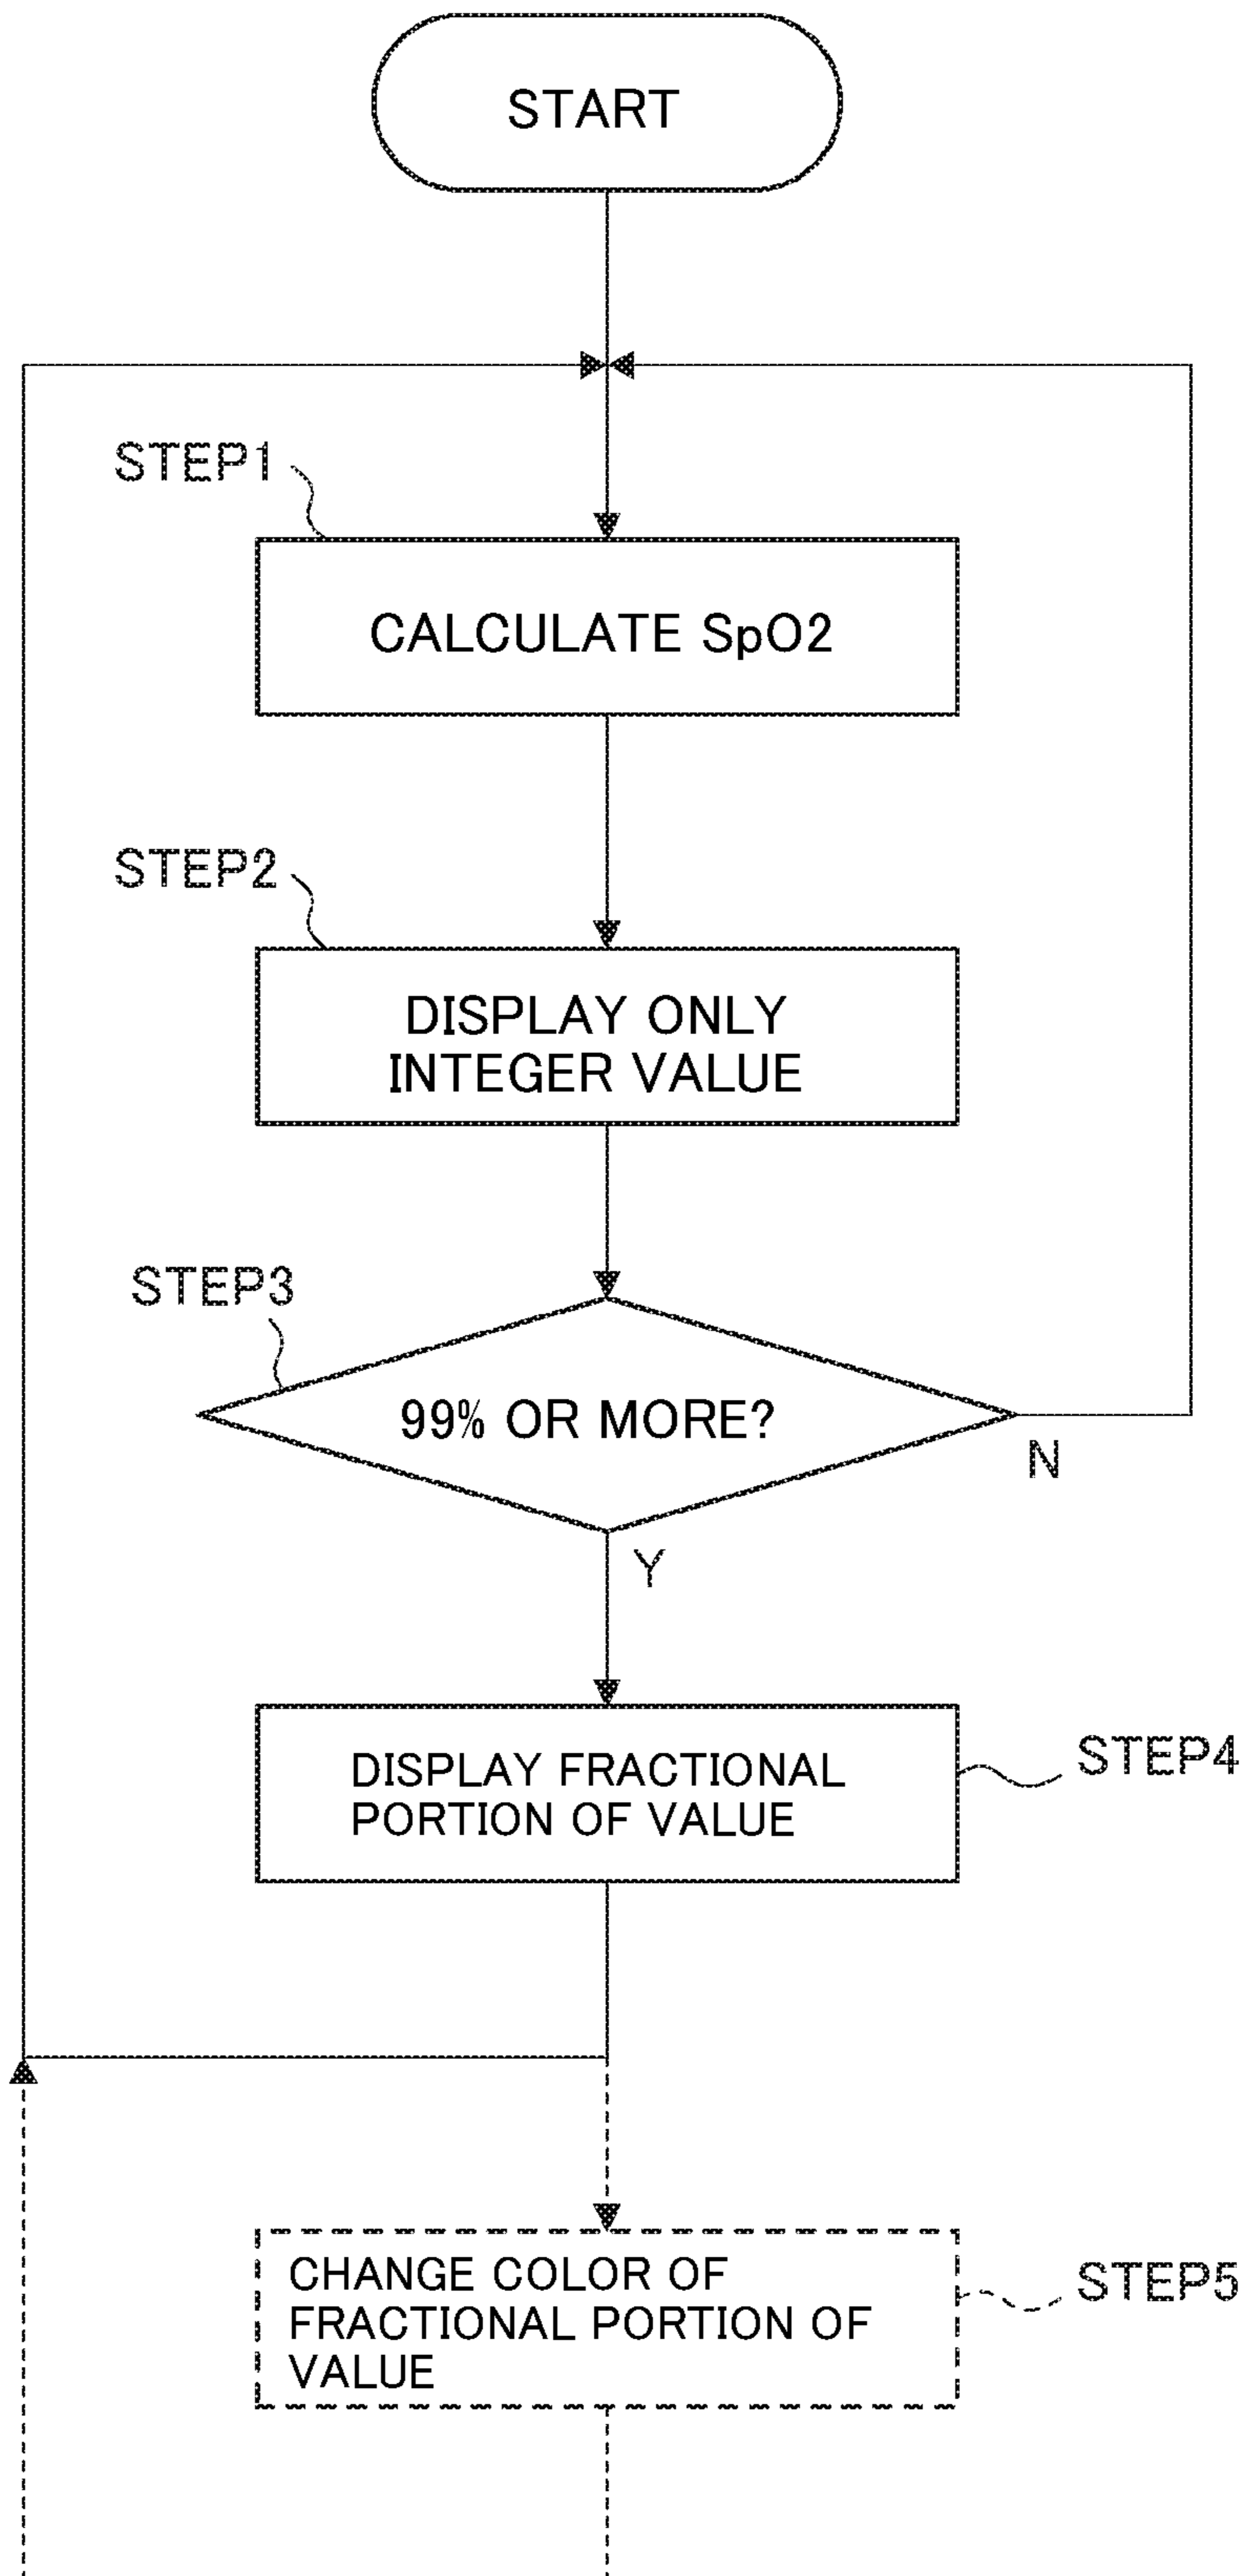 START
STEP1
CALCULATE SpO2
STEP2
DISPLAY ONLY
INTEGER VALUE
STEP3
99% OR MORE?
N
Y
DISPLAY FRACTIONAL
PORTION OF VALUE
STEP4
CHANGE COLOR OF
FRACTIONAL PORTION OF
VALUE
STEP5